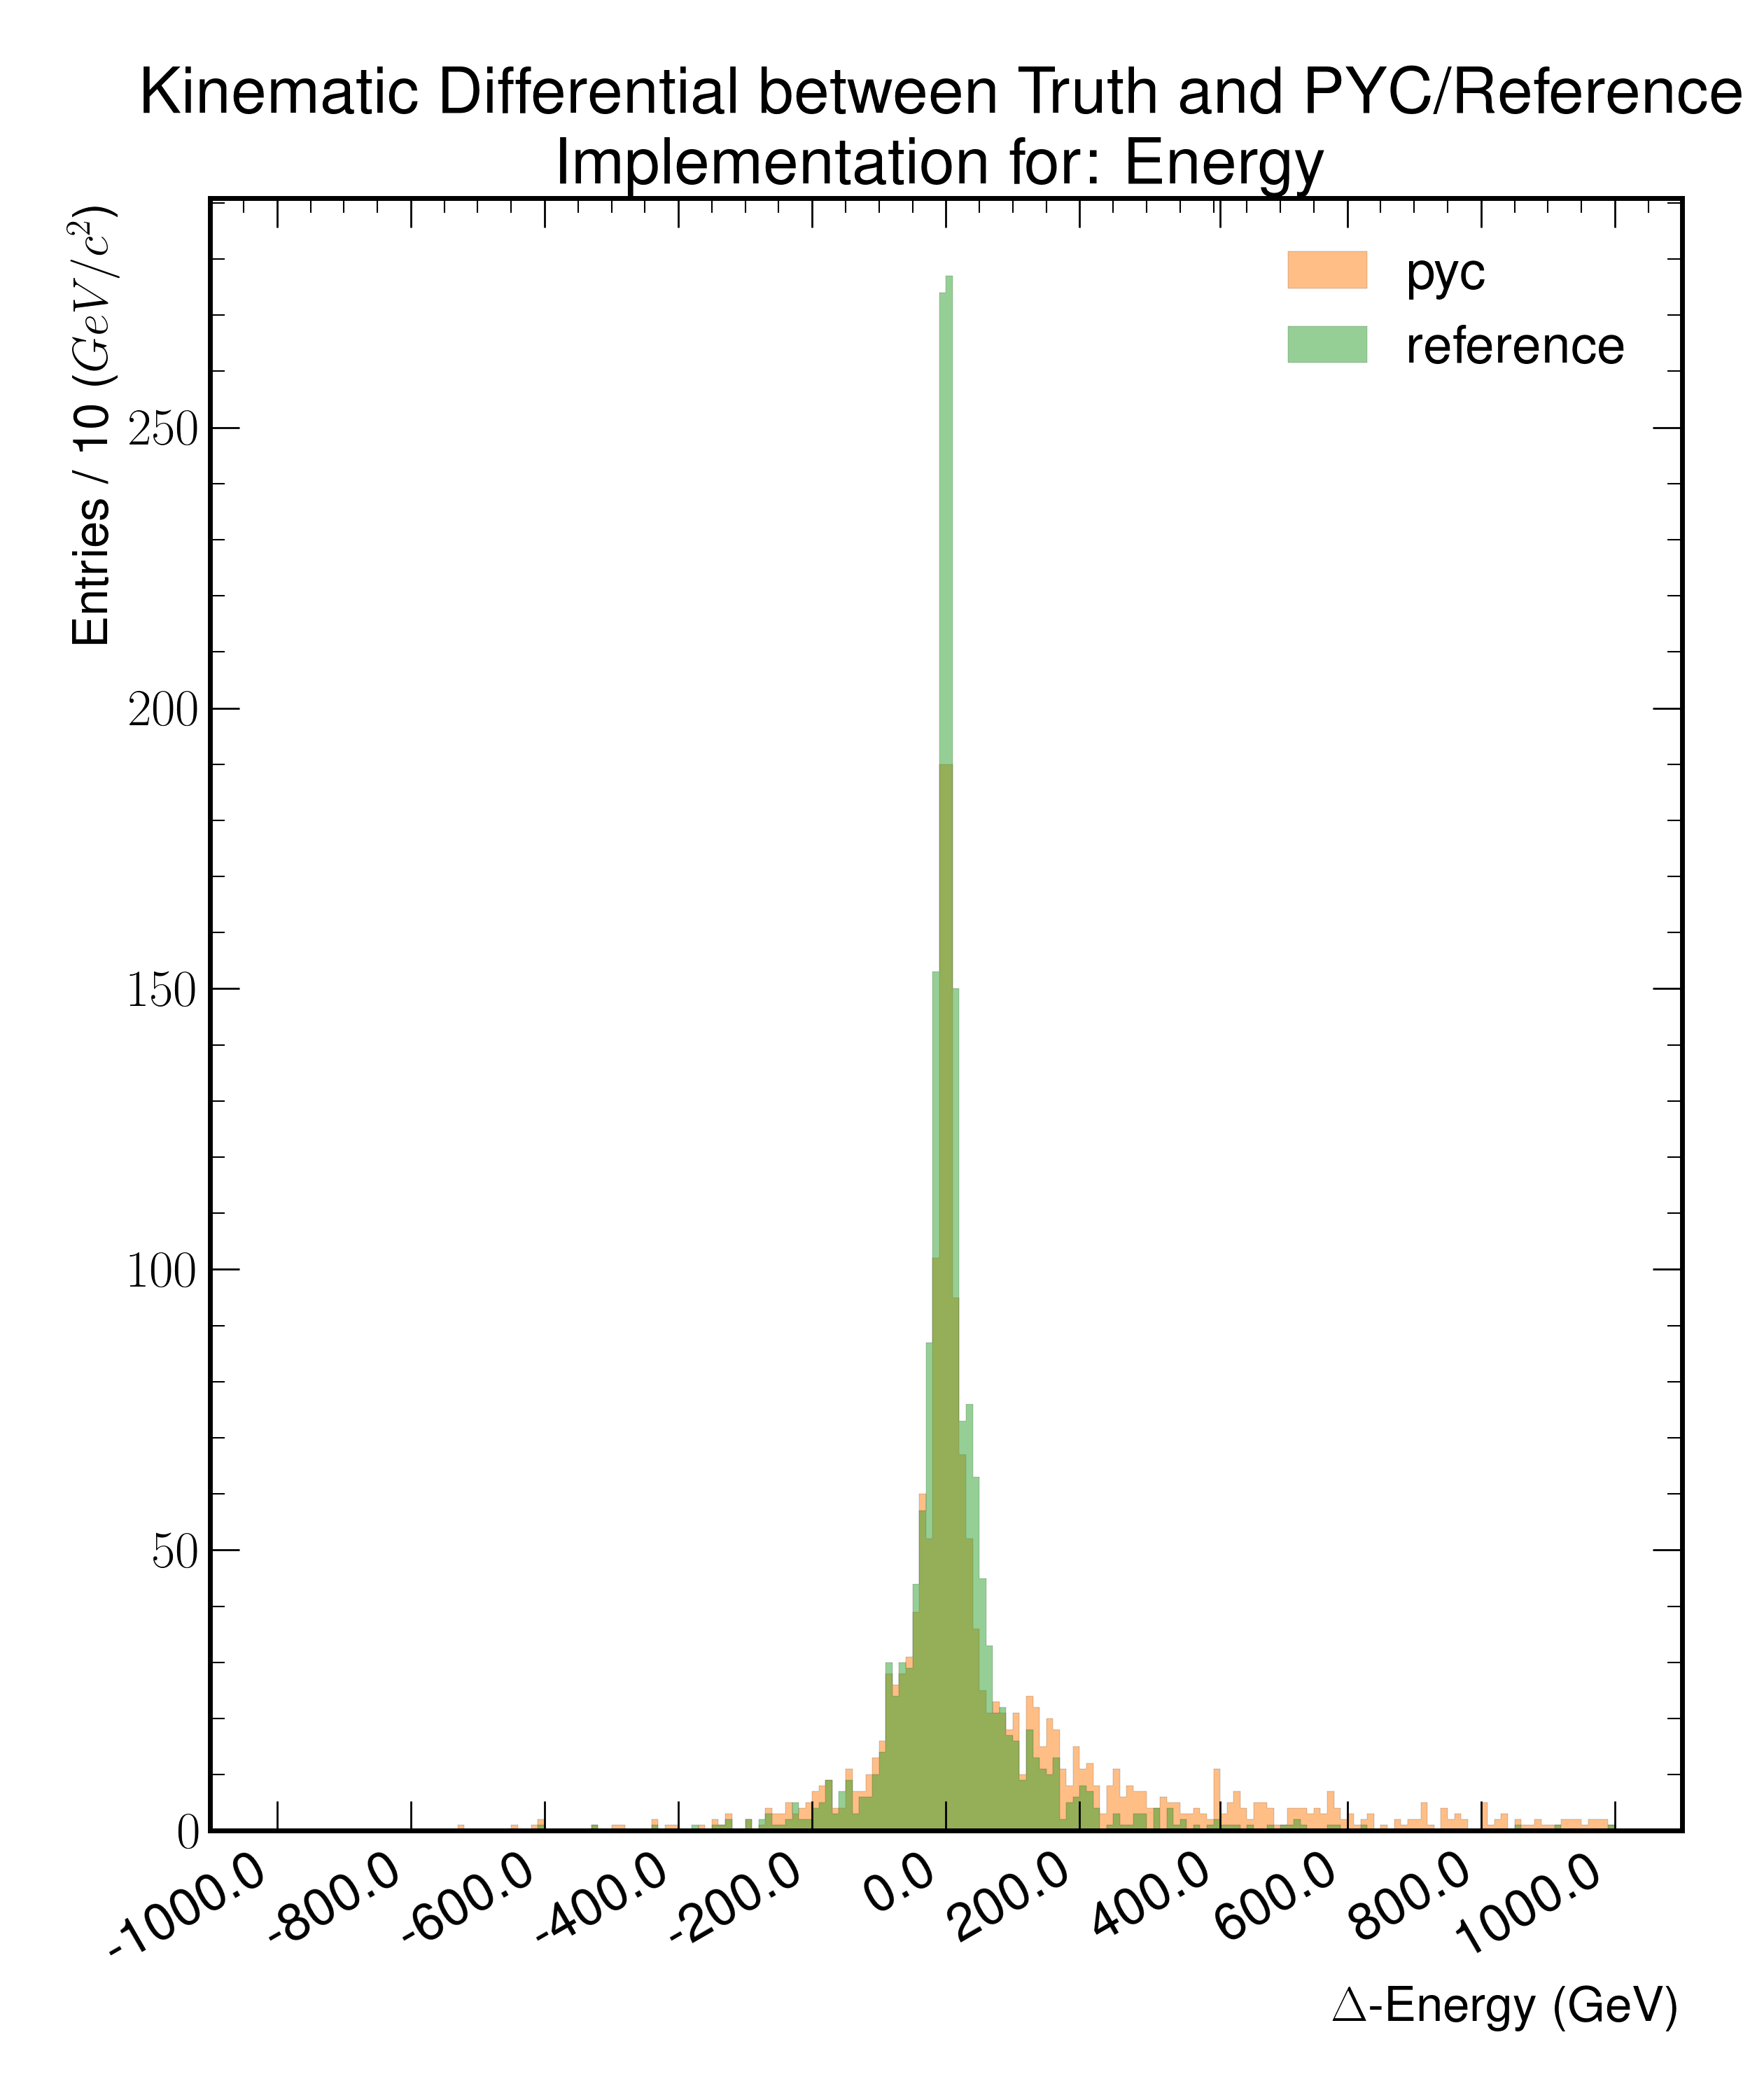 Kinematic Differential between Truth and PYC/Reference
Implementation for: Energy
Entries / 10 (GeV/c²)
pyc
reference
250
200
150
100
50
0
-1000.0
-800.0
-600.0
-400.0
-200.0
0.0
200.0
400.0
600.0
800.0
1000.0
Δ-Energy (GeV)